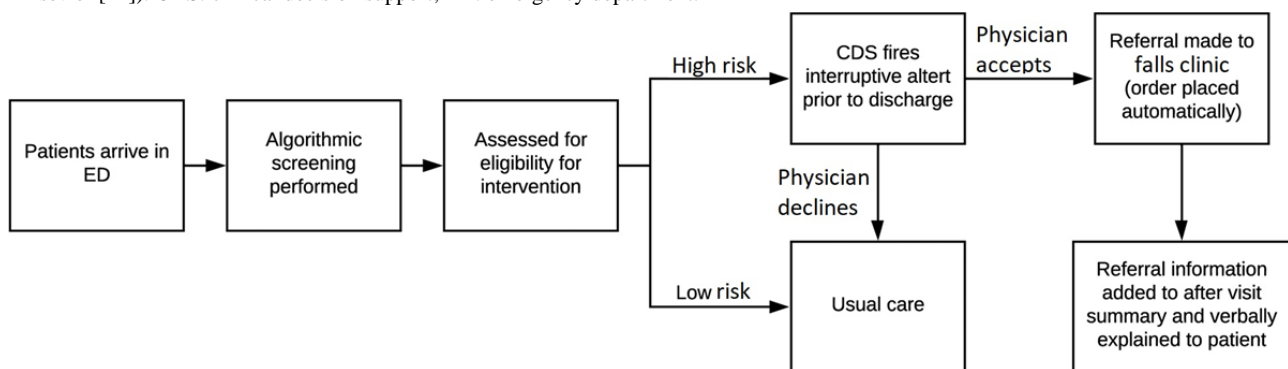 CDS fires
interruptive altert
prior to discharge
Physician
accepts
Referral made to
falls clinic
(order placed
automatically)
High risk
Patients arrive in
ED
Algorithmic
screening
performed
Assessed for
eligibility for
intervention
Physician
declines
Low risk
Usual care
Referral information
added to after visit
summary and verbally
explained to patient